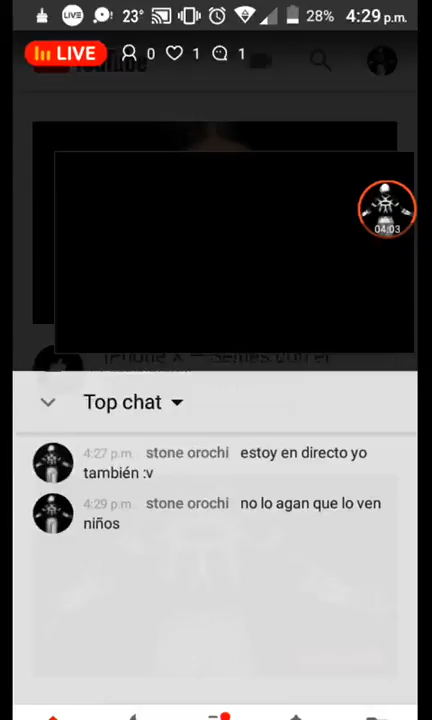 LIVE 23° 28% 4:29 p.m.
LIVE 0 1 1
04:03
Top chat
4:27 p.m. stone orochi estoy en directo yo
también :v
4:29 p.m. stone orochi no lo agan que lo ven
niños